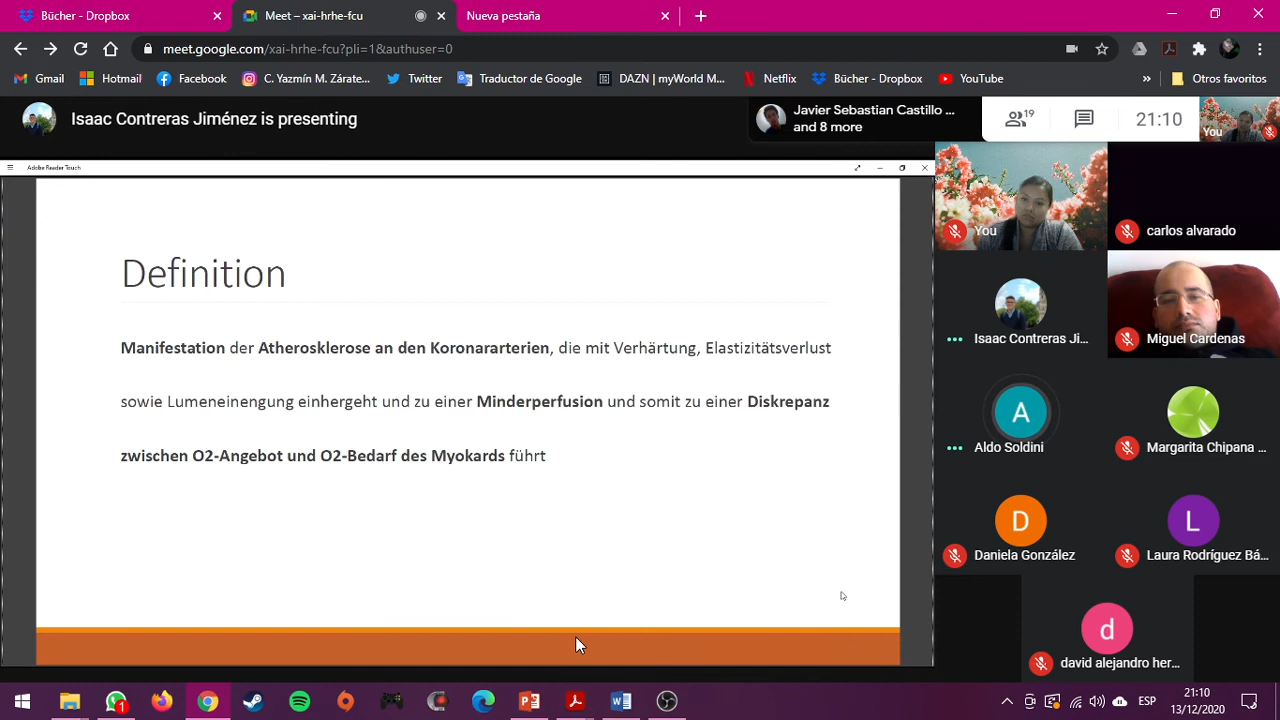 Bücher - Dropbox
Meet – xai-hrhe-fcu
Nueva pestaña
meet.google.com/xai-hrhe-fcu?pli=1&authuser=0
Gmail
Hotmail
Facebook
C. Yazmín M. Zárate...
Twitter
Traductor de Google
DAZN | myWorld M...
Netflix
Bücher - Dropbox
YouTube
»
Otros favoritos
Isaac Contreras Jiménez is presenting
Javier Sebastian Castillo ...
and 8 more
19
21:10
You
Adobe Reader Touch
Definition
Manifestation der Atherosklerose an den Koronararterien, die mit Verhärtung, Elastizitätsverlust
sowie Lumeneinengung einhergeht und zu einer Minderperfusion und somit zu einer Diskrepanz
zwischen O2-Angebot und O2-Bedarf des Myokards führt
You
carlos alvarado
Isaac Contreras Ji...
Miguel Cardenas
A
Aldo Soldini
Margarita Chipana ...
D
Daniela González
L
Laura Rodríguez Bá...
d
david alejandro her...
1
ESP
21:10
13/12/2020